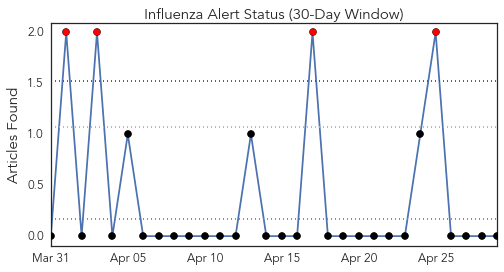 Influenza Alert Status (30-Day Window)
Articles Found
2.0
1.5
1.0
0.5
0.0
Mar 31 Apr 05 Apr 10 Apr 15 Apr 20 Apr 25